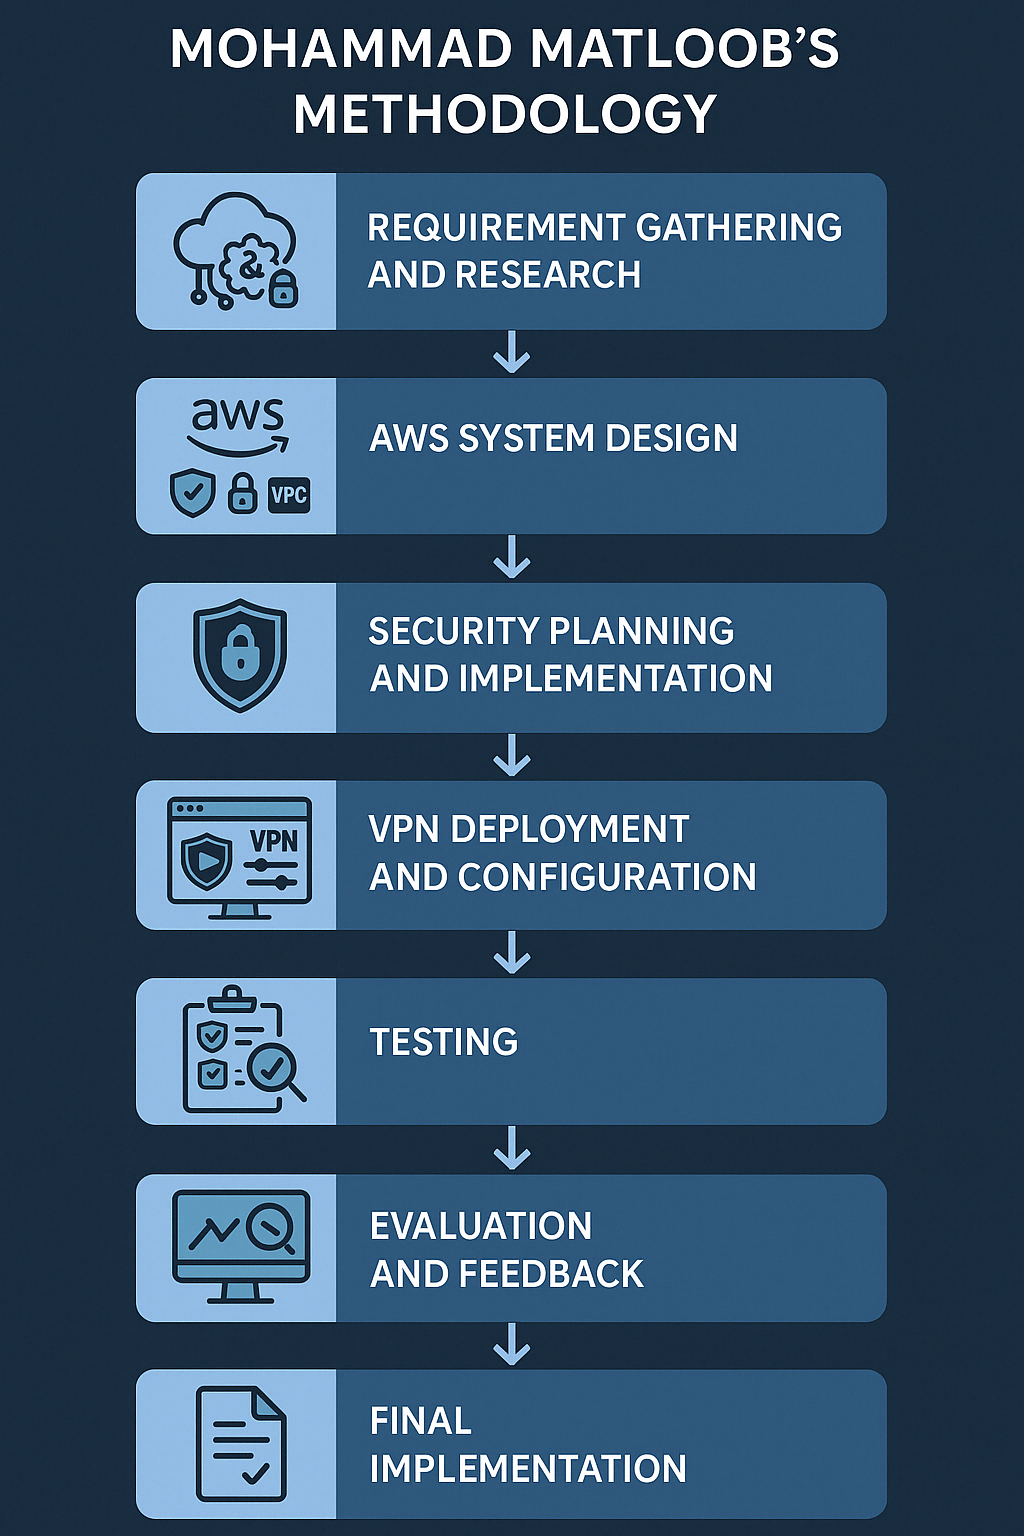 MOHAMMAD MATLOOB'S
METHODOLOGY
&
REQUIREMENT GATHERING
AND RESEARCH
aws
VPC
AWS SYSTEM DESIGN
SECURITY PLANNING
AND IMPLEMENTATION
VPN
VPN DEPLOYMENT
AND CONFIGURATION
TESTING
EVALUATION
AND FEEDBACK
FINAL
IMPLEMENTATION